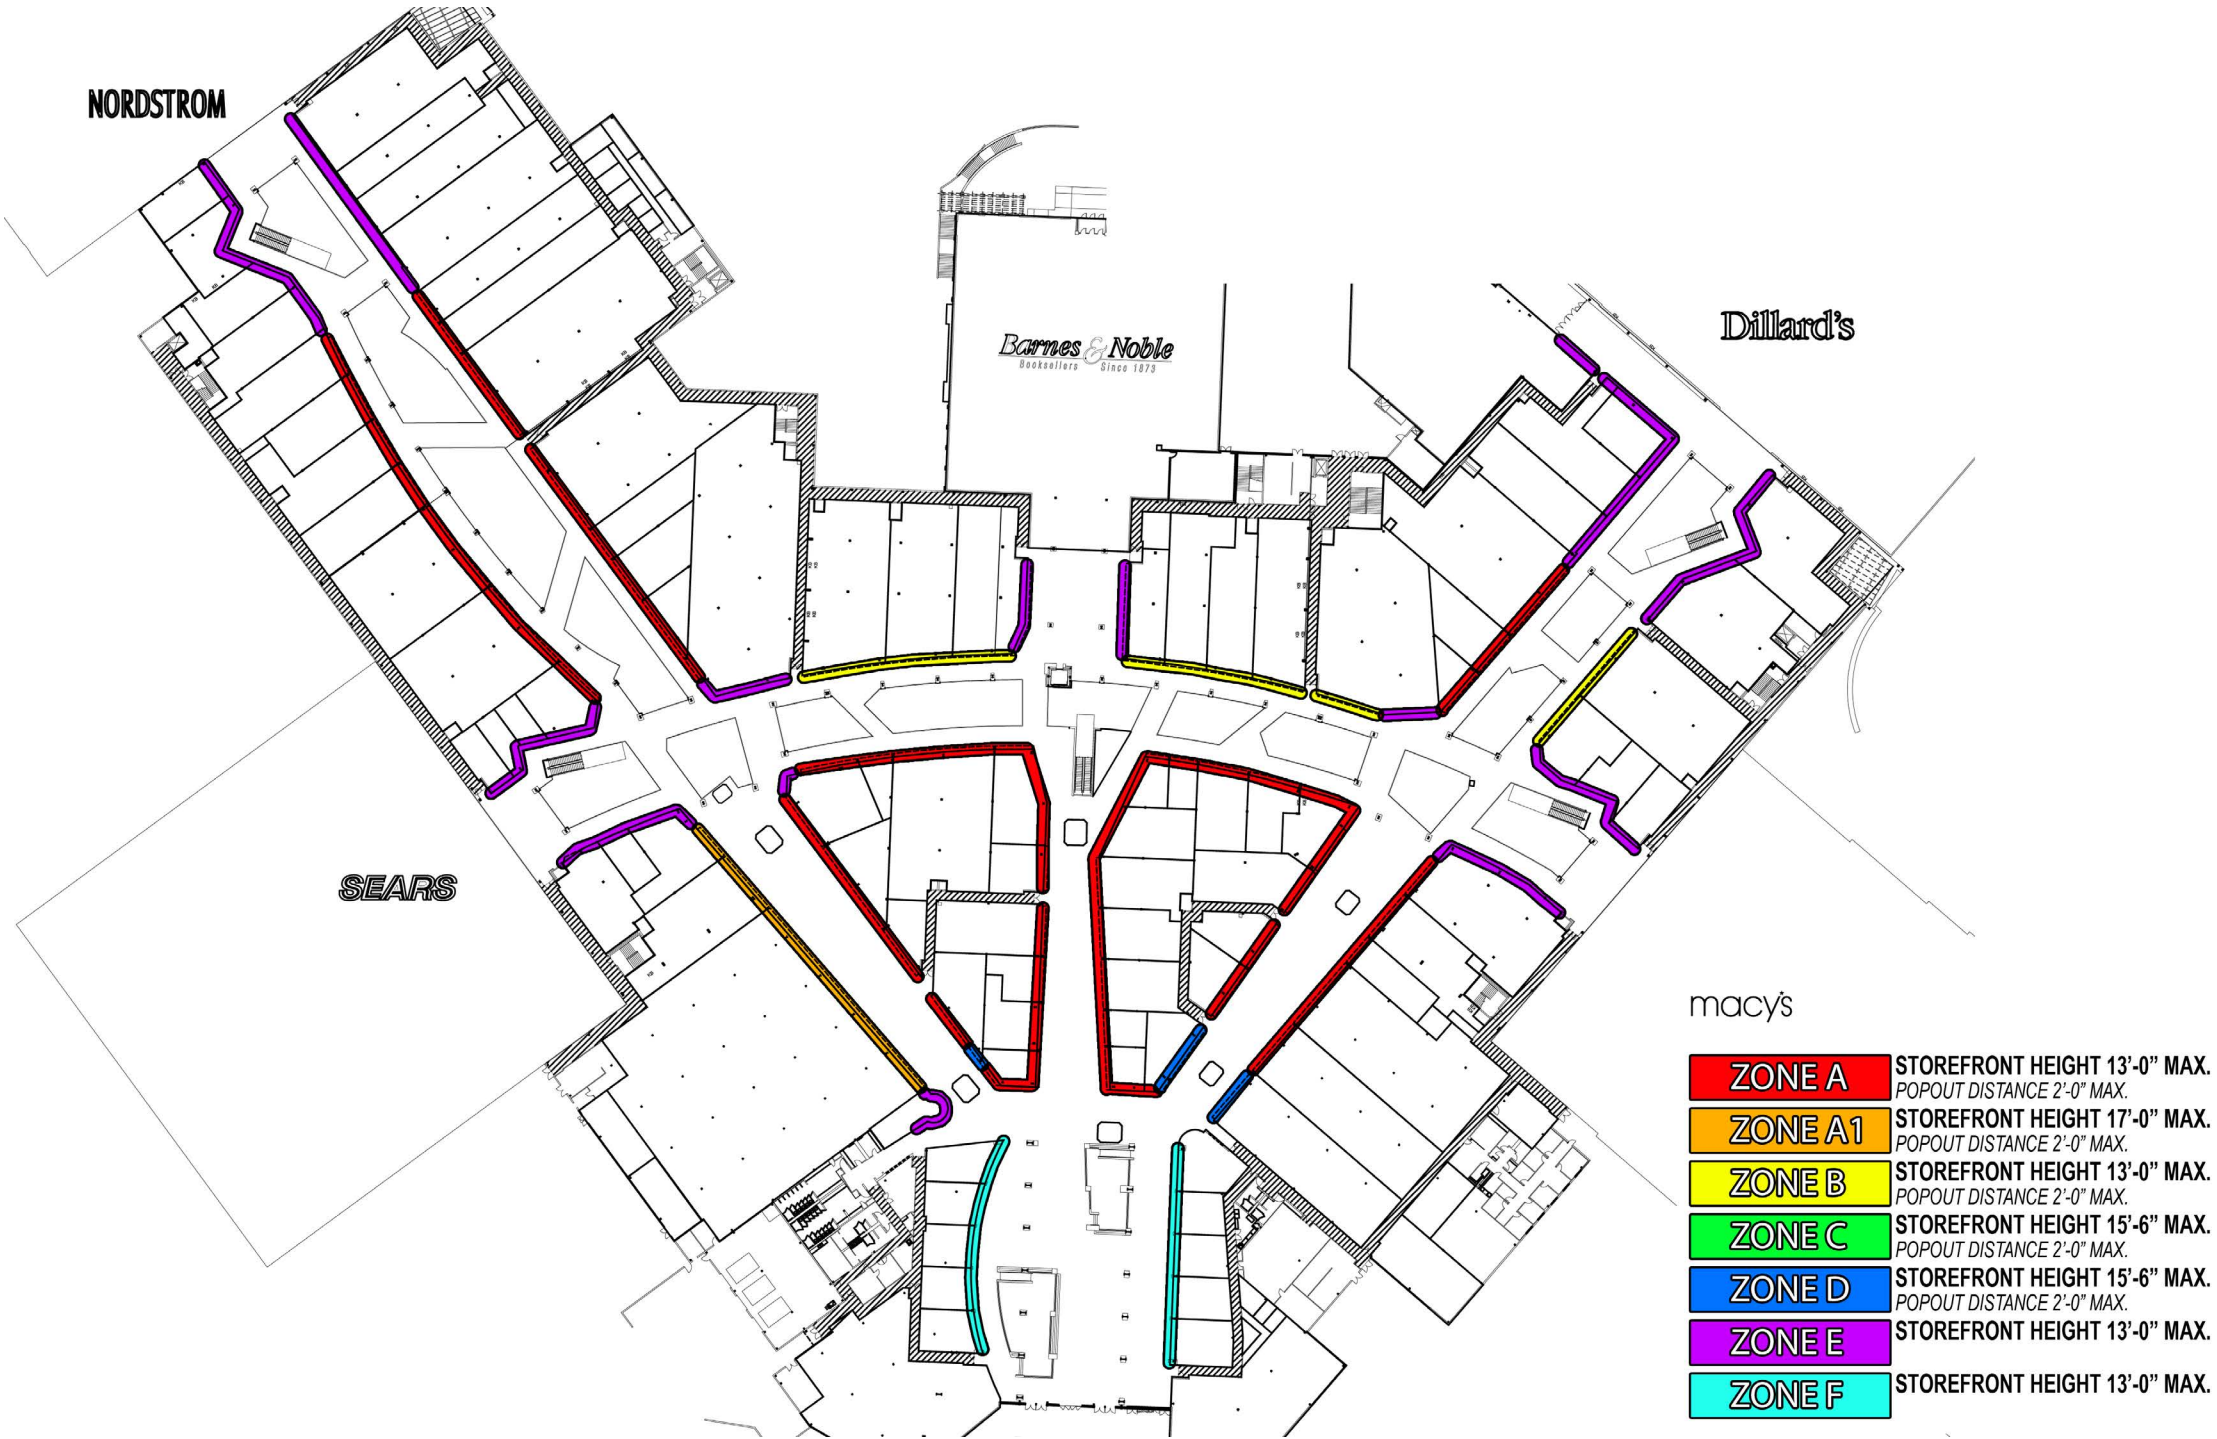 NORDSTROM
Barnes & Noble
Booksellers Since 1873
Dillard's
SEARS
macy's
ZONE A STOREFRONT HEIGHT 13'-0" MAX.
POPOUT DISTANCE 2'-0" MAX.
ZONE A1 STOREFRONT HEIGHT 17'-0" MAX.
POPOUT DISTANCE 2'-0" MAX.
ZONE B STOREFRONT HEIGHT 13'-0" MAX.
POPOUT DISTANCE 2'-0" MAX.
ZONE C STOREFRONT HEIGHT 15'-6" MAX.
POPOUT DISTANCE 2'-0" MAX.
ZONE D STOREFRONT HEIGHT 15'-6" MAX.
POPOUT DISTANCE 2'-0" MAX.
ZONE E STOREFRONT HEIGHT 13'-0" MAX.
ZONE F STOREFRONT HEIGHT 13'-0" MAX.